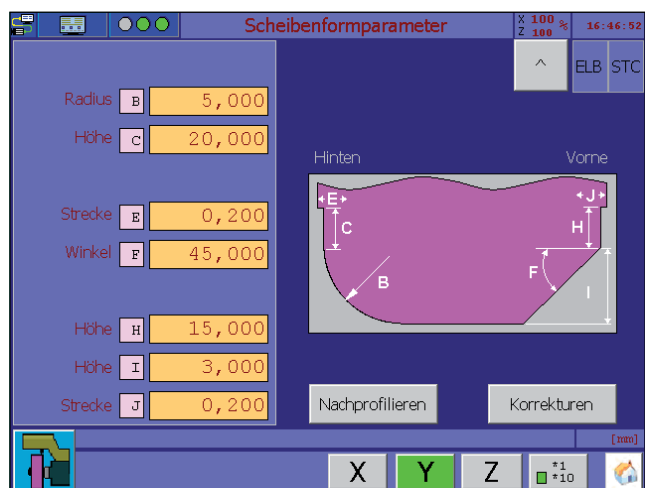 Scheibenformparameter
X 100 %
Z 100
16:46:52
^
ELB STC
Radius B 5,000
Höhe C 20,000
Strecke E 0,200
Winkel F 45,000
Höhe H 15,000
Höhe I 3,000
Strecke J 0,200
Hinten Vorne
E J
C H
B F I
Nachprofilieren Korrekturen
[mm]
X Y Z *1
*10